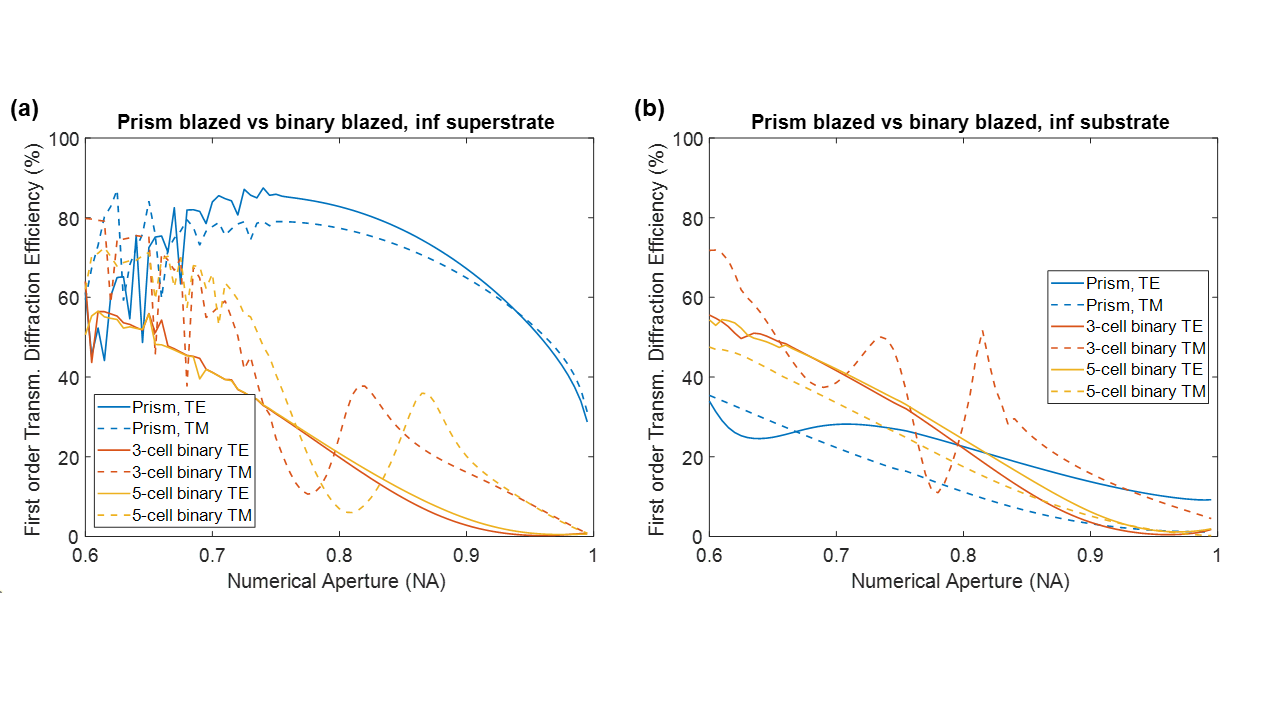 (a)
Prism blazed vs binary blazed, inf superstrate
First order Transm. Diffraction Efficiency (%)
100
80
60
40
20
0
0.6
0.7
0.8
0.9
1
Numerical Aperture (NA)
Prism, TE
Prism, TM
3-cell binary TE
3-cell binary TM
5-cell binary TE
5-cell binary TM
(b)
Prism blazed vs binary blazed, inf substrate
First order Transm. Diffraction Efficiency (%)
100
80
60
40
20
0
0.6
0.7
0.8
0.9
1
Numerical Aperture (NA)
Prism, TE
Prism, TM
3-cell binary TE
3-cell binary TM
5-cell binary TE
5-cell binary TM